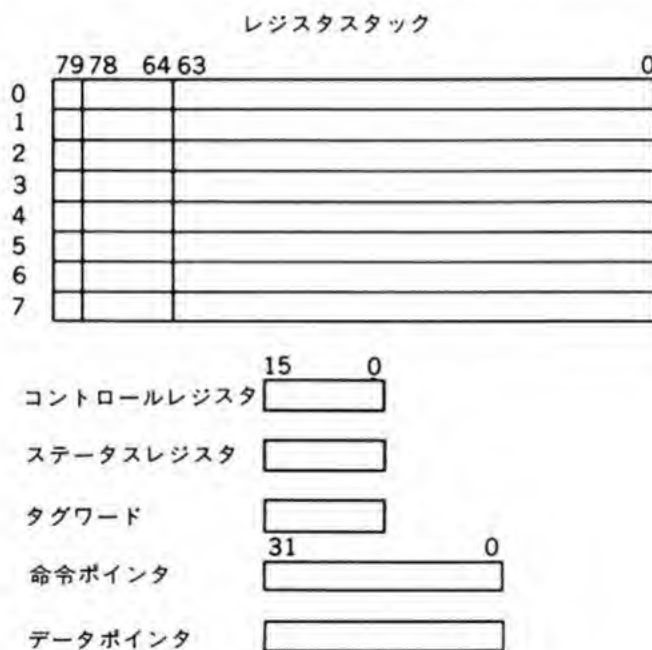 レジスタスタック
79 78 64 63 0
0
1
2
3
4
5
6
7
15 0
コントロールレジスタ
ステータスレジスタ
タグワード
31 0
命令ポインタ
データポインタ